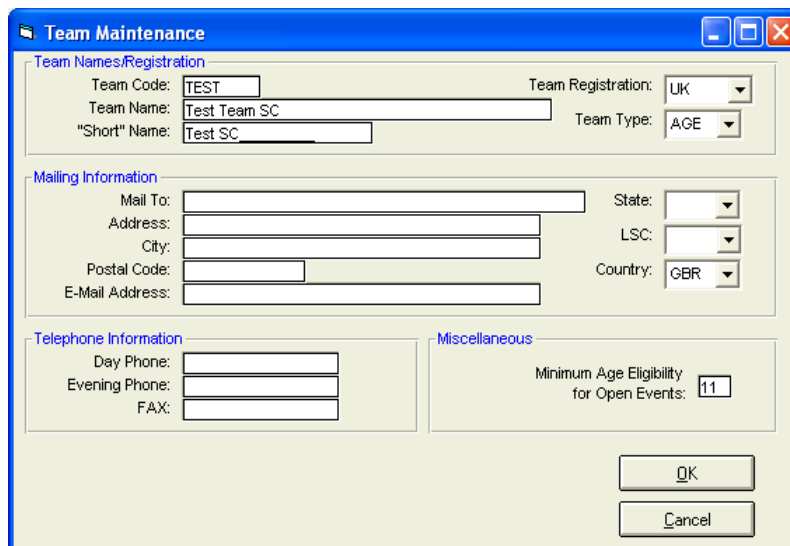 Team Maintenance
Team Names/Registration
Team Code: TEST
Team Registration: UK
Team Name: Test Team SC
"Short" Name: Test SC__________
Team Type: AGE
Mailing Information
Mail To:
State:
Address:
LSC:
City:
Postal Code:
Country: GBR
E-Mail Address:
Telephone Information
Day Phone:
Evening Phone:
FAX:
Miscellaneous
Minimum Age Eligibility
for Open Events: 11
OK
Cancel